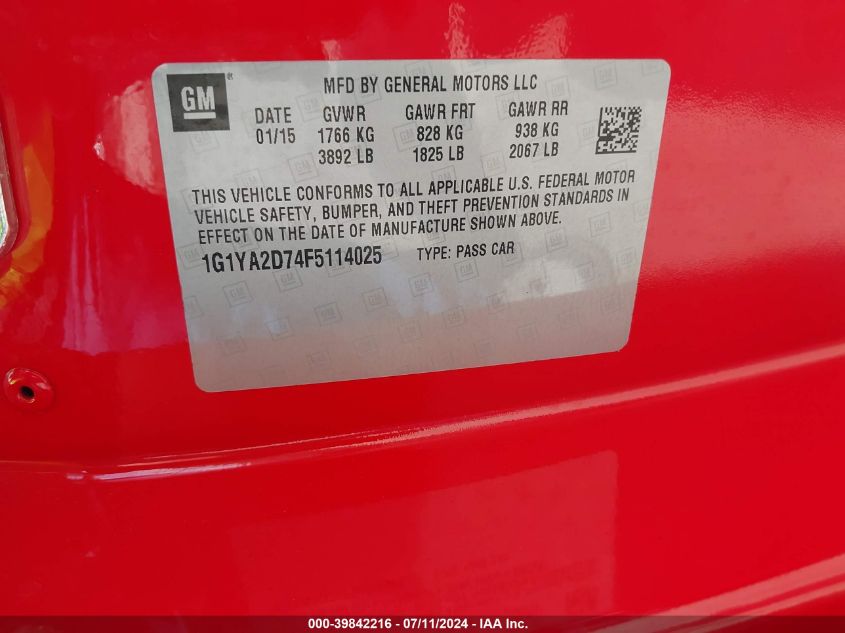 GM ®
MFD BY GENERAL MOTORS LLC
DATE GVWR GAWR FRT GAWR RR
01/15 1766 KG 828 KG 938 KG
3892 LB 1825 LB 2067 LB
THIS VEHICLE CONFORMS TO ALL APPLICABLE U.S. FEDERAL MOTOR
VEHICLE SAFETY, BUMPER, AND THEFT PREVENTION STANDARDS IN
EFFECT ON THE DATE OF MANUFACTURE SHOWN ABOVE.
1G1YA2D74F5114025 TYPE: PASS CAR
000-39842216 - 07/11/2024 - IAA Inc.